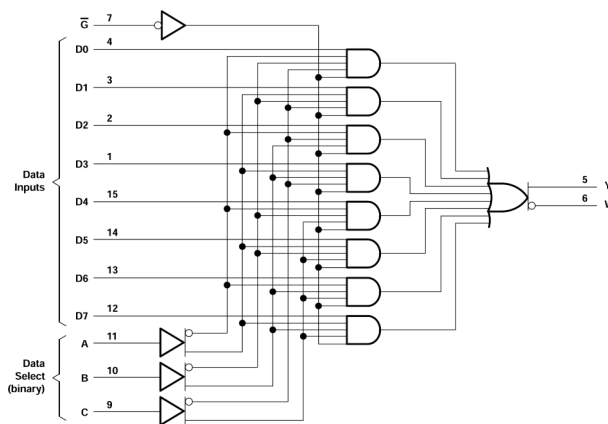 G 7
D0 4
D1 3
D2 2
D3 1
D4 15
D5 14
D6 13
D7 12
Data
Inputs
A 11
B 10
C 9
Data
Select
(binary)
5 Y
6